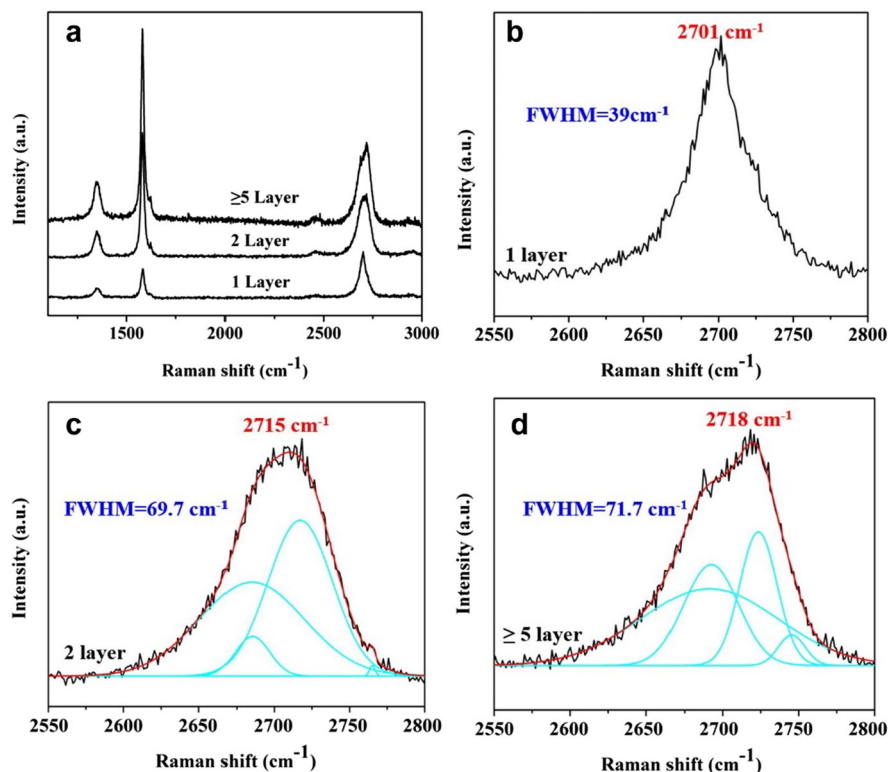 a
≥5 Layer
2 Layer
1 Layer
1500 2000 2500 3000
Raman shift (cm-1)
Intensity (a.u.)
b
2701 cm-1
FWHM=39cm-1
1 layer
2550 2600 2650 2700 2750 2800
Raman shift (cm-1)
Intensity (a.u.)
c
2715 cm-1
FWHM=69.7 cm-1
2 layer
2550 2600 2650 2700 2750 2800
Raman shift (cm-1)
Intensity (a.u.)
d
2718 cm-1
FWHM=71.7 cm-1
≥ 5 layer
2550 2600 2650 2700 2750 2800
Raman shift (cm-1)
Intensity (a.u.)